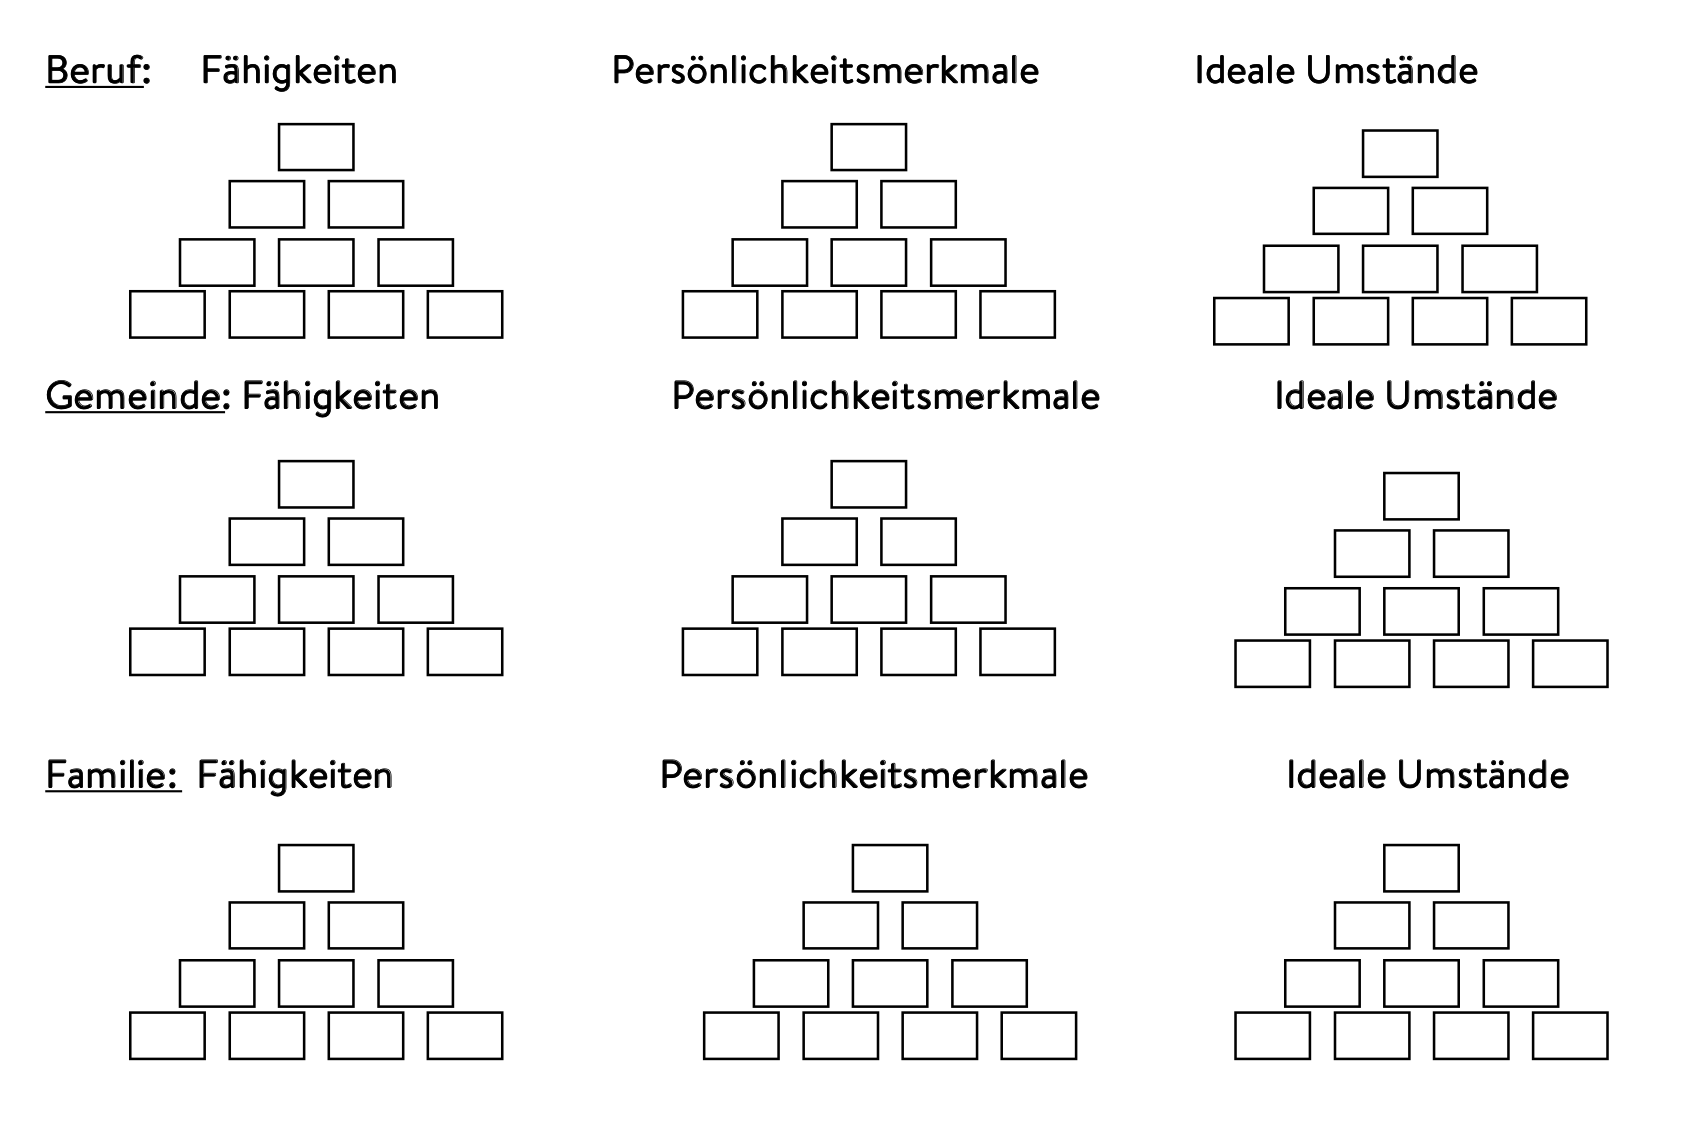 Beruf: Fähigkeiten Persönlichkeitsmerkmale Ideale Umstände
Gemeinde: Fähigkeiten Persönlichkeitsmerkmale Ideale Umstände
Familie: Fähigkeiten Persönlichkeitsmerkmale Ideale Umstände